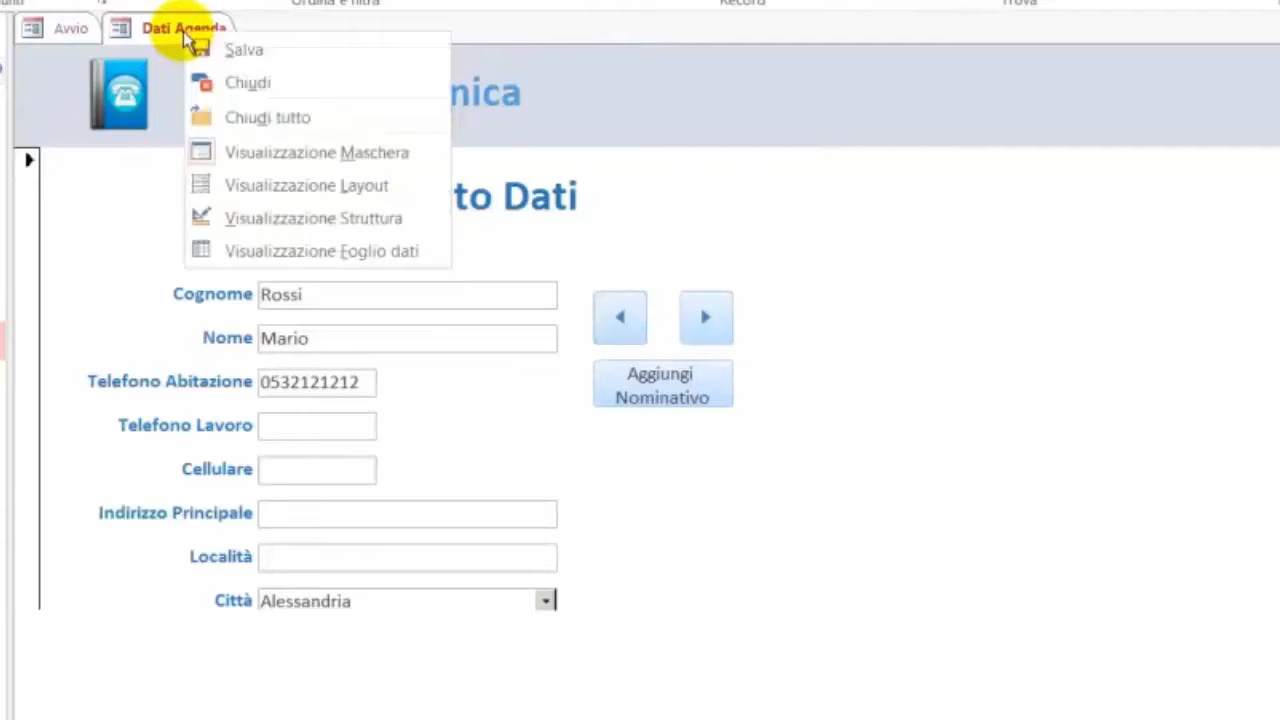 Ordina e filtra
Record
Trova
Avvio
Dati Agenda
Salva
Chiudi
Chiudi tutto
Visualizzazione Maschera
Visualizzazione Layout
Visualizzazione Struttura
Visualizzazione Foglio dati
nica
to Dati
Cognome Rossi
Nome Mario
Telefono Abitazione 0532121212
Telefono Lavoro
Cellulare
Indirizzo Principale
Località
Città Alessandria
Aggiungi
Nominativo